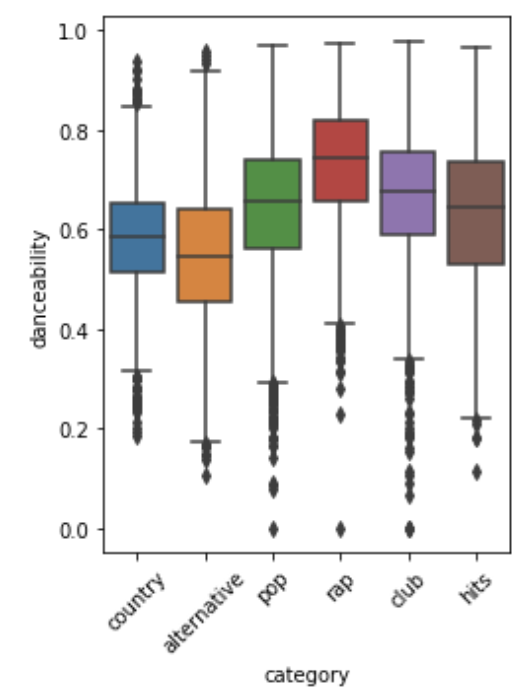 1.0
0.8
0.6
0.4
0.2
0.0
danceability
country
alternative
pop
rap
club
hits
category